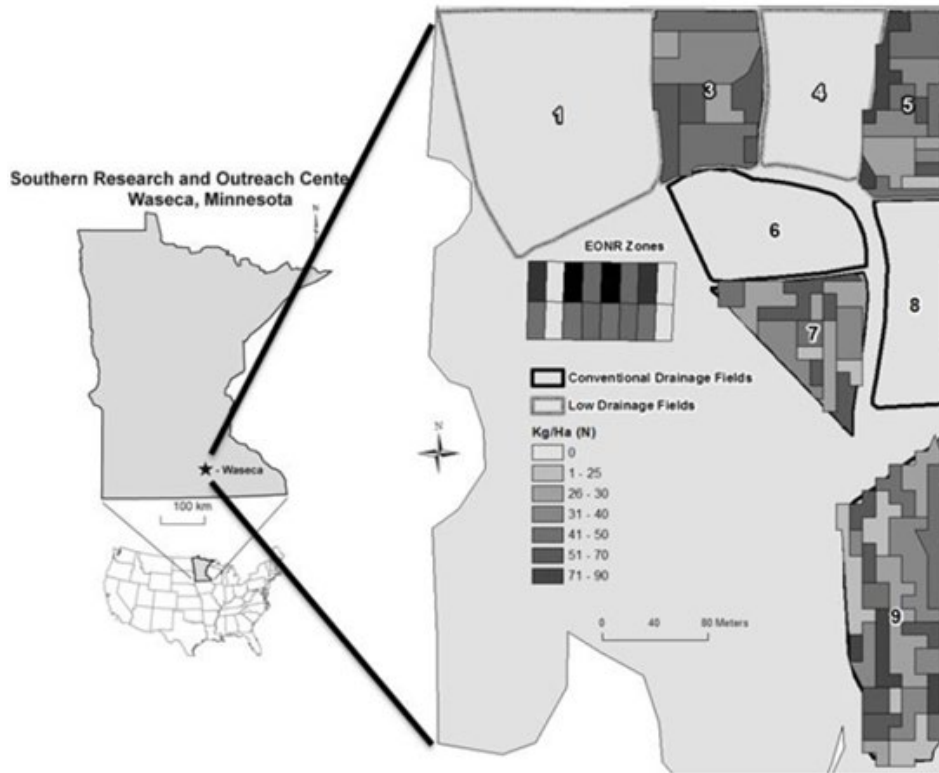 Southern Research and Outreach Cente
Waseca, Minnesota
N
- Waseca
100 km
1
3
4
5
6
EONR Zones
7
8
Conventional Drainage Fields
Low Drainage Fields
N
Kg/Ha (N)
0
1 - 25
26 - 30
31 - 40
41 - 50
51 - 70
71 - 90
0 40 80 Meters
9